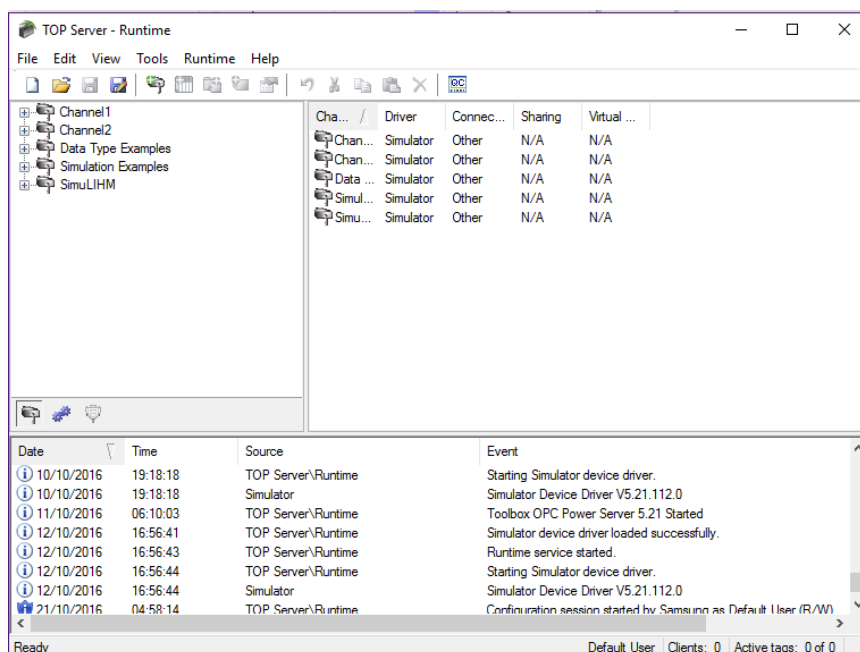 TOP Server - Runtime
File Edit View Tools Runtime Help
Channel1
Channel2
Data Type Examples
Simulation Examples
SimuLIHM
Cha... Driver Connec... Sharing Virtual ...
Chan... Simulator Other N/A N/A
Chan... Simulator Other N/A N/A
Data ... Simulator Other N/A N/A
Simul... Simulator Other N/A N/A
Simu... Simulator Other N/A N/A
Date Time Source Event
10/10/2016 19:18:18 TOP Server\Runtime Starting Simulator device driver.
10/10/2016 19:18:18 Simulator Simulator Device Driver V5.21.112.0
11/10/2016 06:10:03 TOP Server\Runtime Toolbox OPC Power Server 5.21 Started
12/10/2016 16:56:41 TOP Server\Runtime Simulator device driver loaded successfully.
12/10/2016 16:56:43 TOP Server\Runtime Runtime service started.
12/10/2016 16:56:44 TOP Server\Runtime Starting Simulator device driver.
12/10/2016 16:56:44 Simulator Simulator Device Driver V5.21.112.0
21/10/2016 04:58:14 TOP Server\Runtime Configuration session started by Samsung as Default User (R/W)
Ready Default User Clients: 0 Active tags: 0 of 0